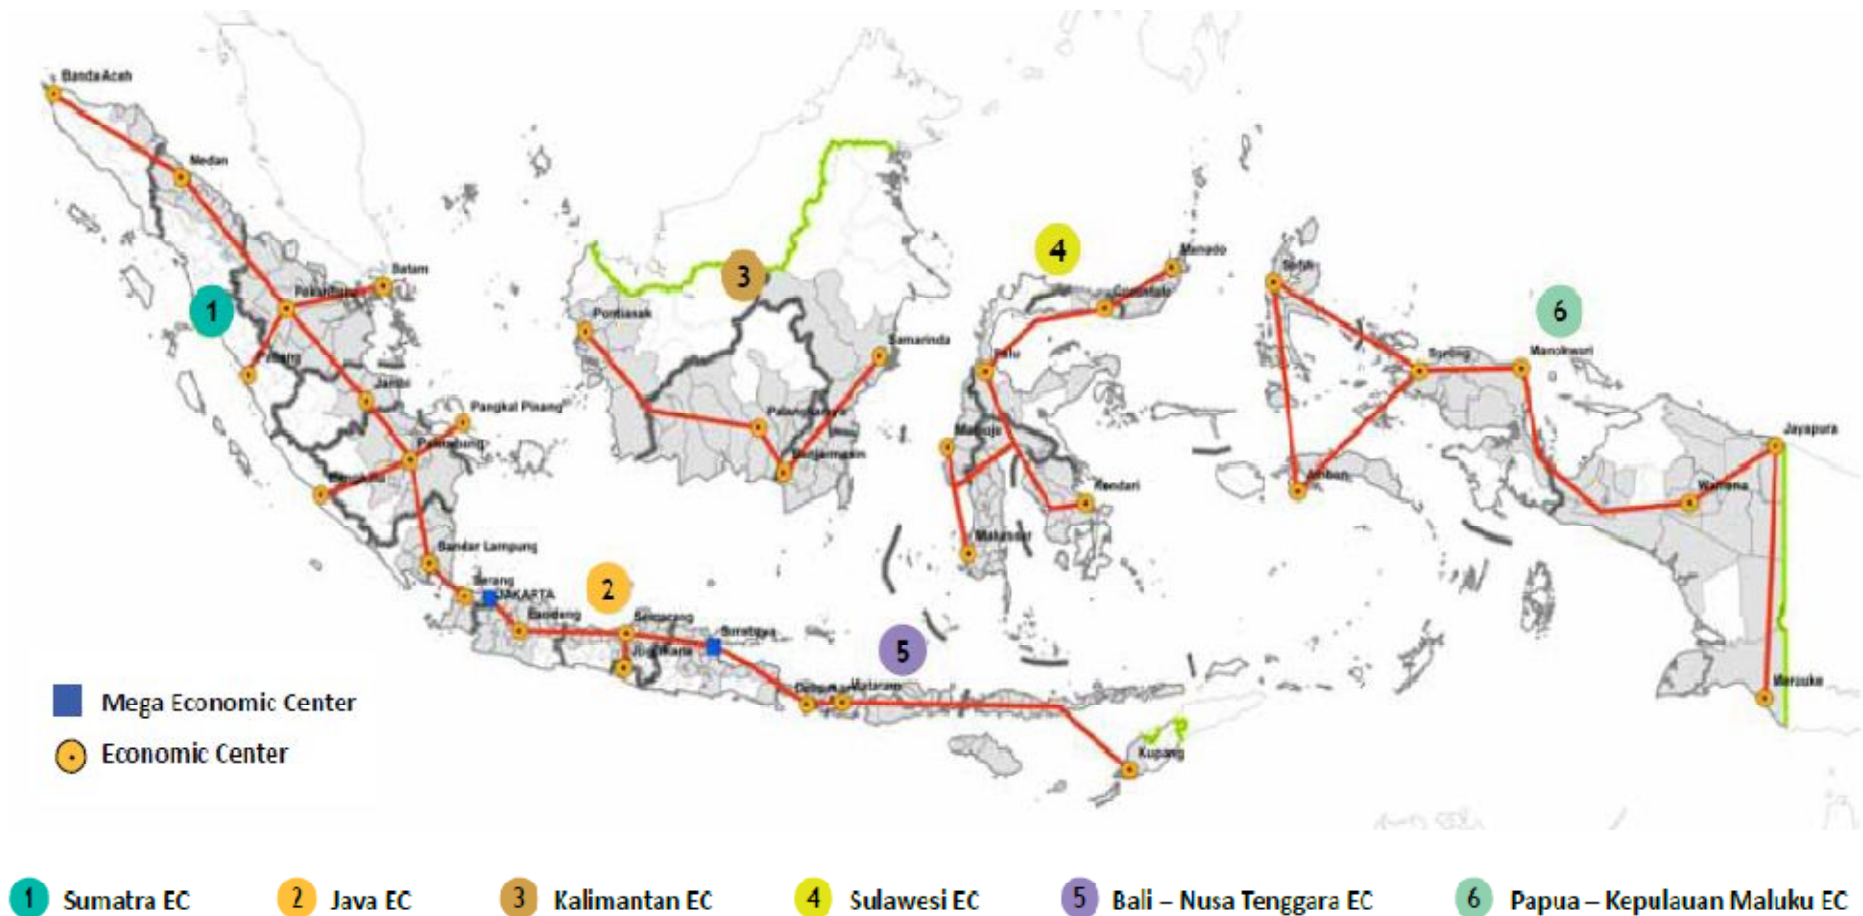 Banda Aceh
Medan
Batam
Pekanbaru
Padang
Jambi
Pangkal Pinang
Palembang
Bengkulu
Bandar Lampung
Serang
JAKARTA
Bandung
Semarang
Surabaya
Mataram
Kupang
Pontianak
Samarinda
Palangkaraya
Banjarmasin
Manado
Gorontalo
Palu
Mamuju
Kendari
Makassar
Sofifi
Ambon
Sorong
Manokwari
Jayapura
Wamena
Merauke
1
2
3
4
5
6
Mega Economic Center
Economic Center
1 Sumatra EC
2 Java EC
3 Kalimantan EC
4 Sulawesi EC
5 Bali – Nusa Tenggara EC
6 Papua – Kepulauan Maluku EC